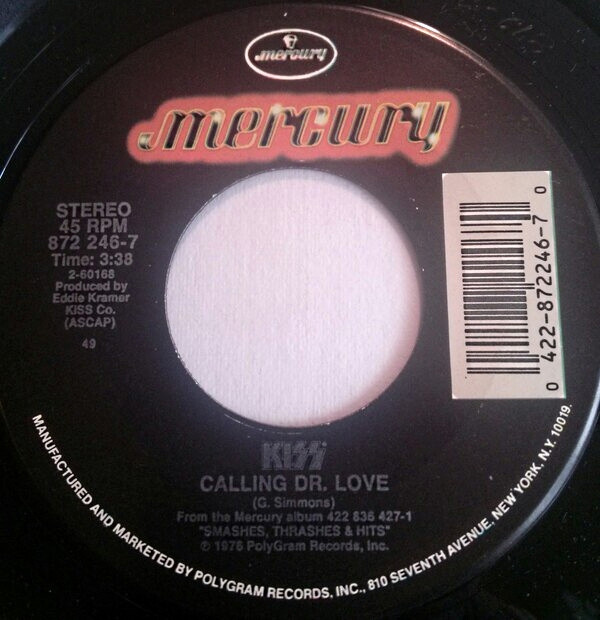 mercury
mercury
STEREO
45 RPM
872 246-7
Time: 3:38
2-60168
Produced by
Eddie Kramer
KISS Co.
(ASCAP)
49
0 422-872246-7 0
KISS
CALLING DR. LOVE
(G. Simmons)
From the Mercury album 422 836 427-1
"SMASHES, THRASHES & HITS"
℗ 1976 PolyGram Records, Inc.
MANUFACTURED AND MARKETED BY POLYGRAM RECORDS, INC., 810 SEVENTH AVENUE, NEW YORK, N.Y. 10019.